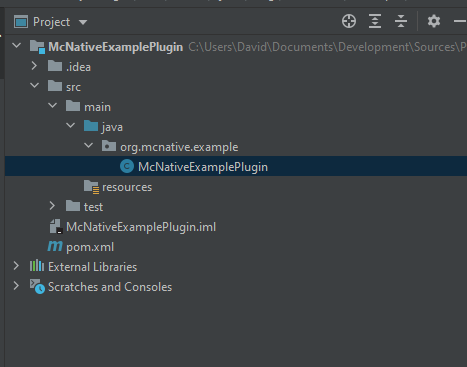 Project
McNativeExamplePlugin C:\Users\David\Documents\Development\Sources\P
.idea
src
main
java
org.mcnative.example
McNativeExamplePlugin
resources
test
McNativeExamplePlugin.iml
pom.xml
External Libraries
Scratches and Consoles